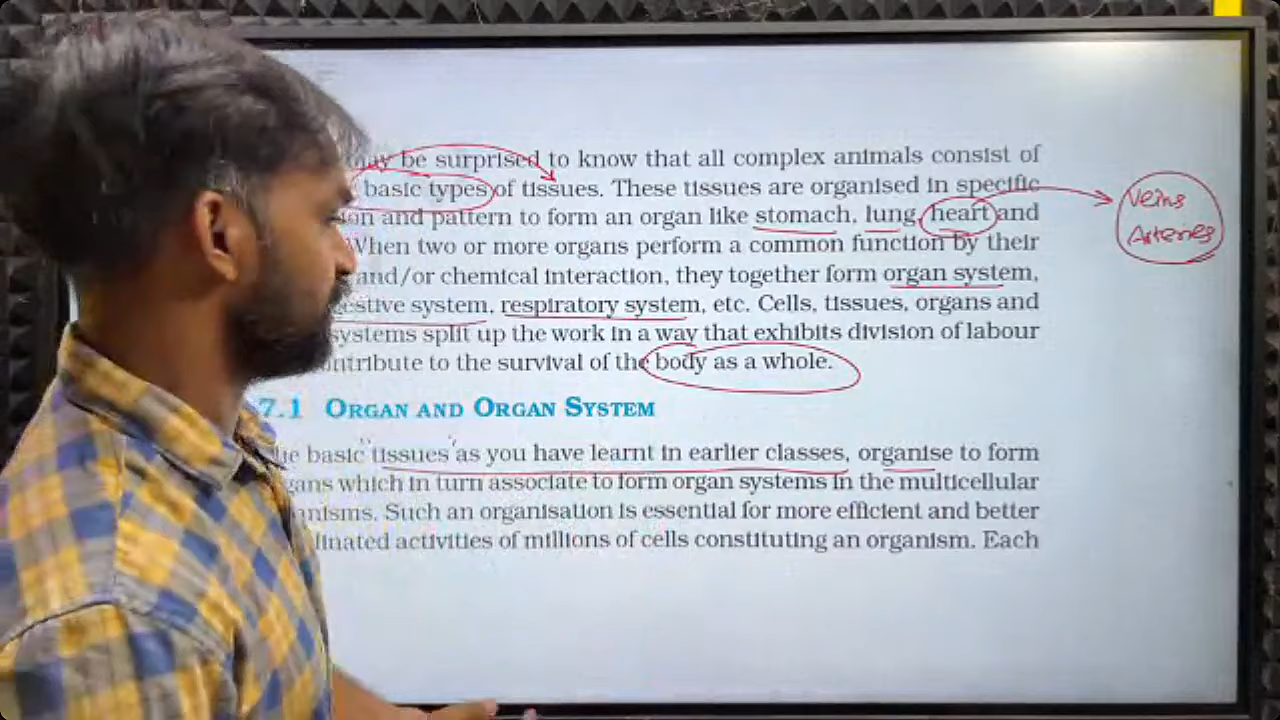 may be surprised to know that all complex animals consist of
basic types of tissues. These tissues are organised in specific
and pattern to form an organ like stomach, lung, heart and
When two or more organs perform a common function by their
and/or chemical interaction, they together form organ system,
system, respiratory system, etc. Cells, tissues, organs and
systems split up the work in a way that exhibits division of labour
to the survival of the body as a whole.
Veins
Arteries
7.1 ORGAN AND ORGAN SYSTEM
basic tissues as you have learnt in earlier classes, organise to form
which in turn associate to form organ systems in the multicellular
Such an organisation is essential for more efficient and better
activities of millions of cells constituting an organism. Each